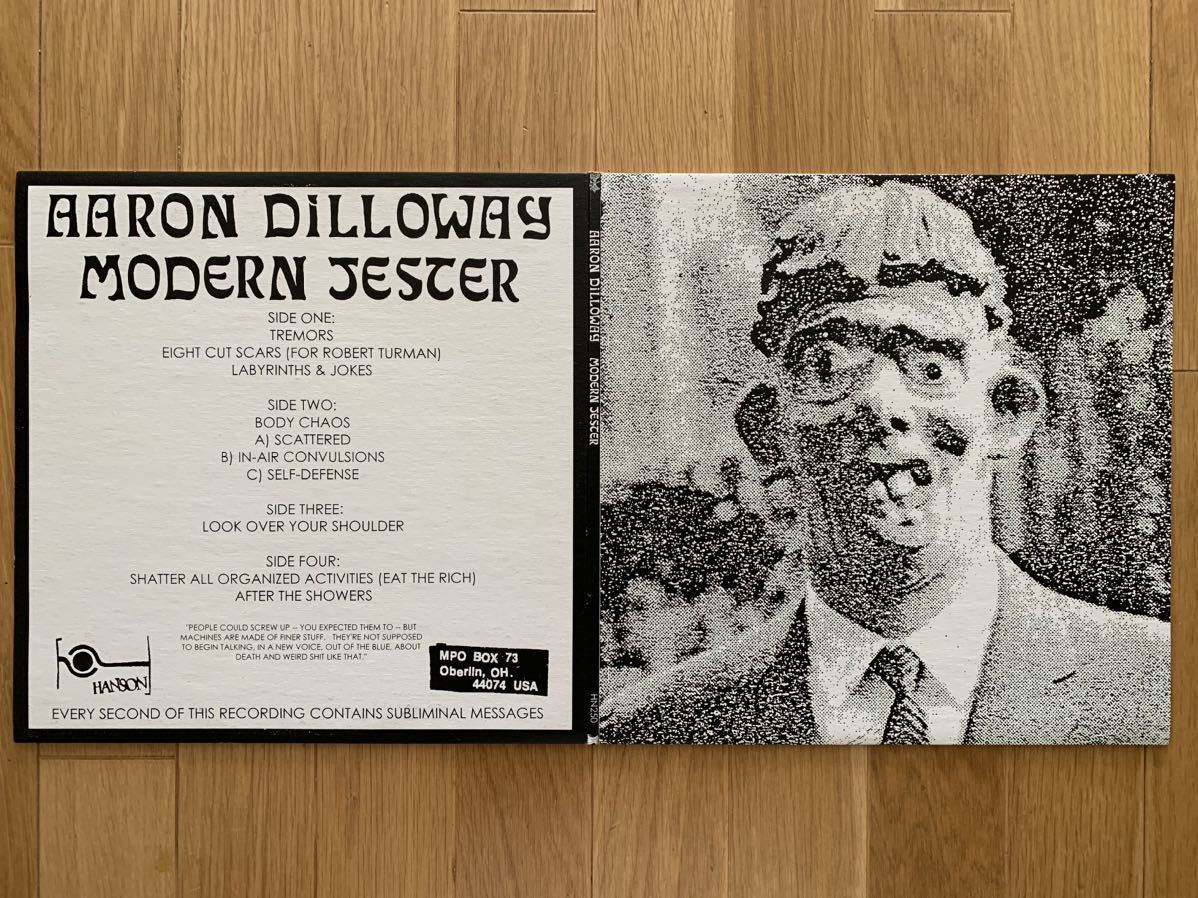 AARON DiLLOWAY
MODERN JESTER
SIDE ONE:
TREMORS
EIGHT CUT SCARS (FOR ROBERT TURMAN)
LABYRINTHS & JOKES
SIDE TWO:
BODY CHAOS
A) SCATTERED
B) IN-AIR CONVULSIONS
C) SELF-DEFENSE
SIDE THREE:
LOOK OVER YOUR SHOULDER
SIDE FOUR:
SHATTER ALL ORGANIZED ACTIVITIES (EAT THE RICH)
AFTER THE SHOWERS
"PEOPLE COULD SCREW UP -- YOU EXPECTED THEM TO -- BUT
MACHINES ARE MADE OF FINER STUFF. THEY'RE NOT SUPPOSED
TO BEGIN TALKING, IN A NEW VOICE, OUT OF THE BLUE, ABOUT
DEATH AND WEIRD SHIT LIKE THAT."
HANSON
MPO BOX 73
Oberlin, OH.
44074 USA
EVERY SECOND OF THIS RECORDING CONTAINS SUBLIMINAL MESSAGES
AARON DiLLOWAY MODERN JESTER